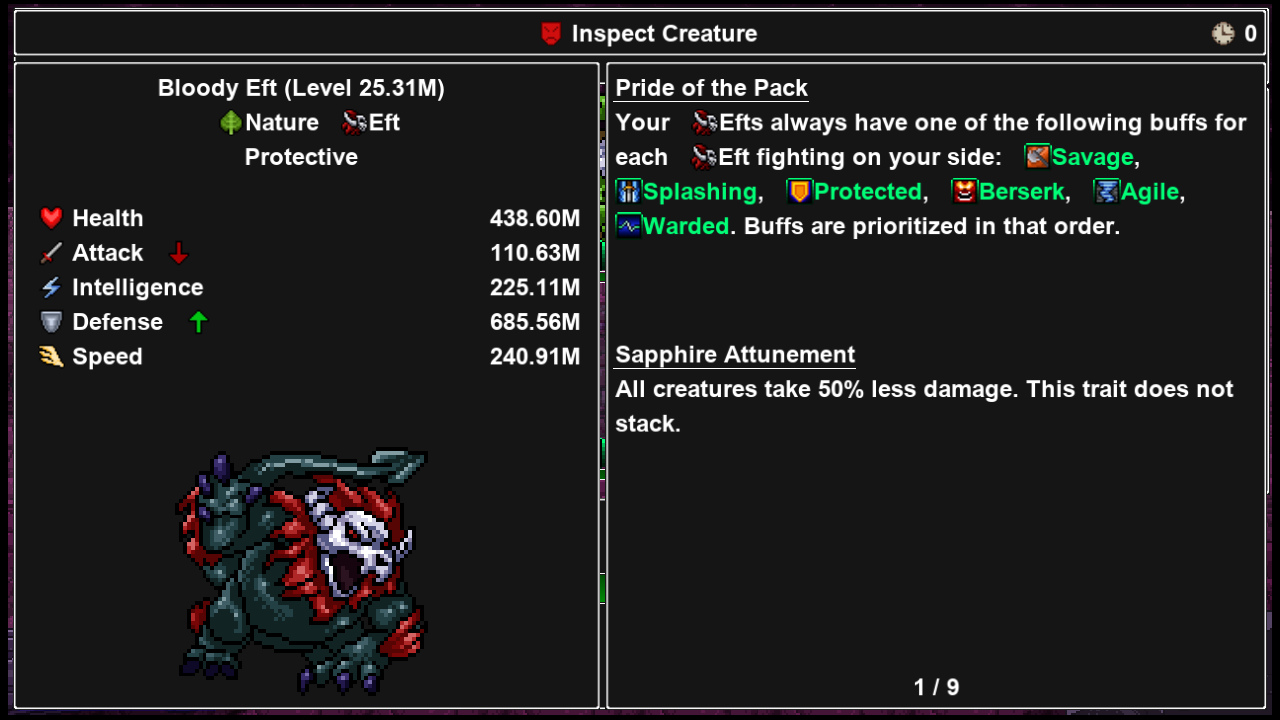 Inspect Creature
0
Bloody Eft (Level 25.31M)
Nature Eft
Protective
Health 438.60M
Attack 110.63M
Intelligence 225.11M
Defense 685.56M
Speed 240.91M
Pride of the Pack
Your Efts always have one of the following buffs for
each Eft fighting on your side: Savage,
Splashing, Protected, Berserk, Agile,
Warded. Buffs are prioritized in that order.
Sapphire Attunement
All creatures take 50% less damage. This trait does not
stack.
1 / 9